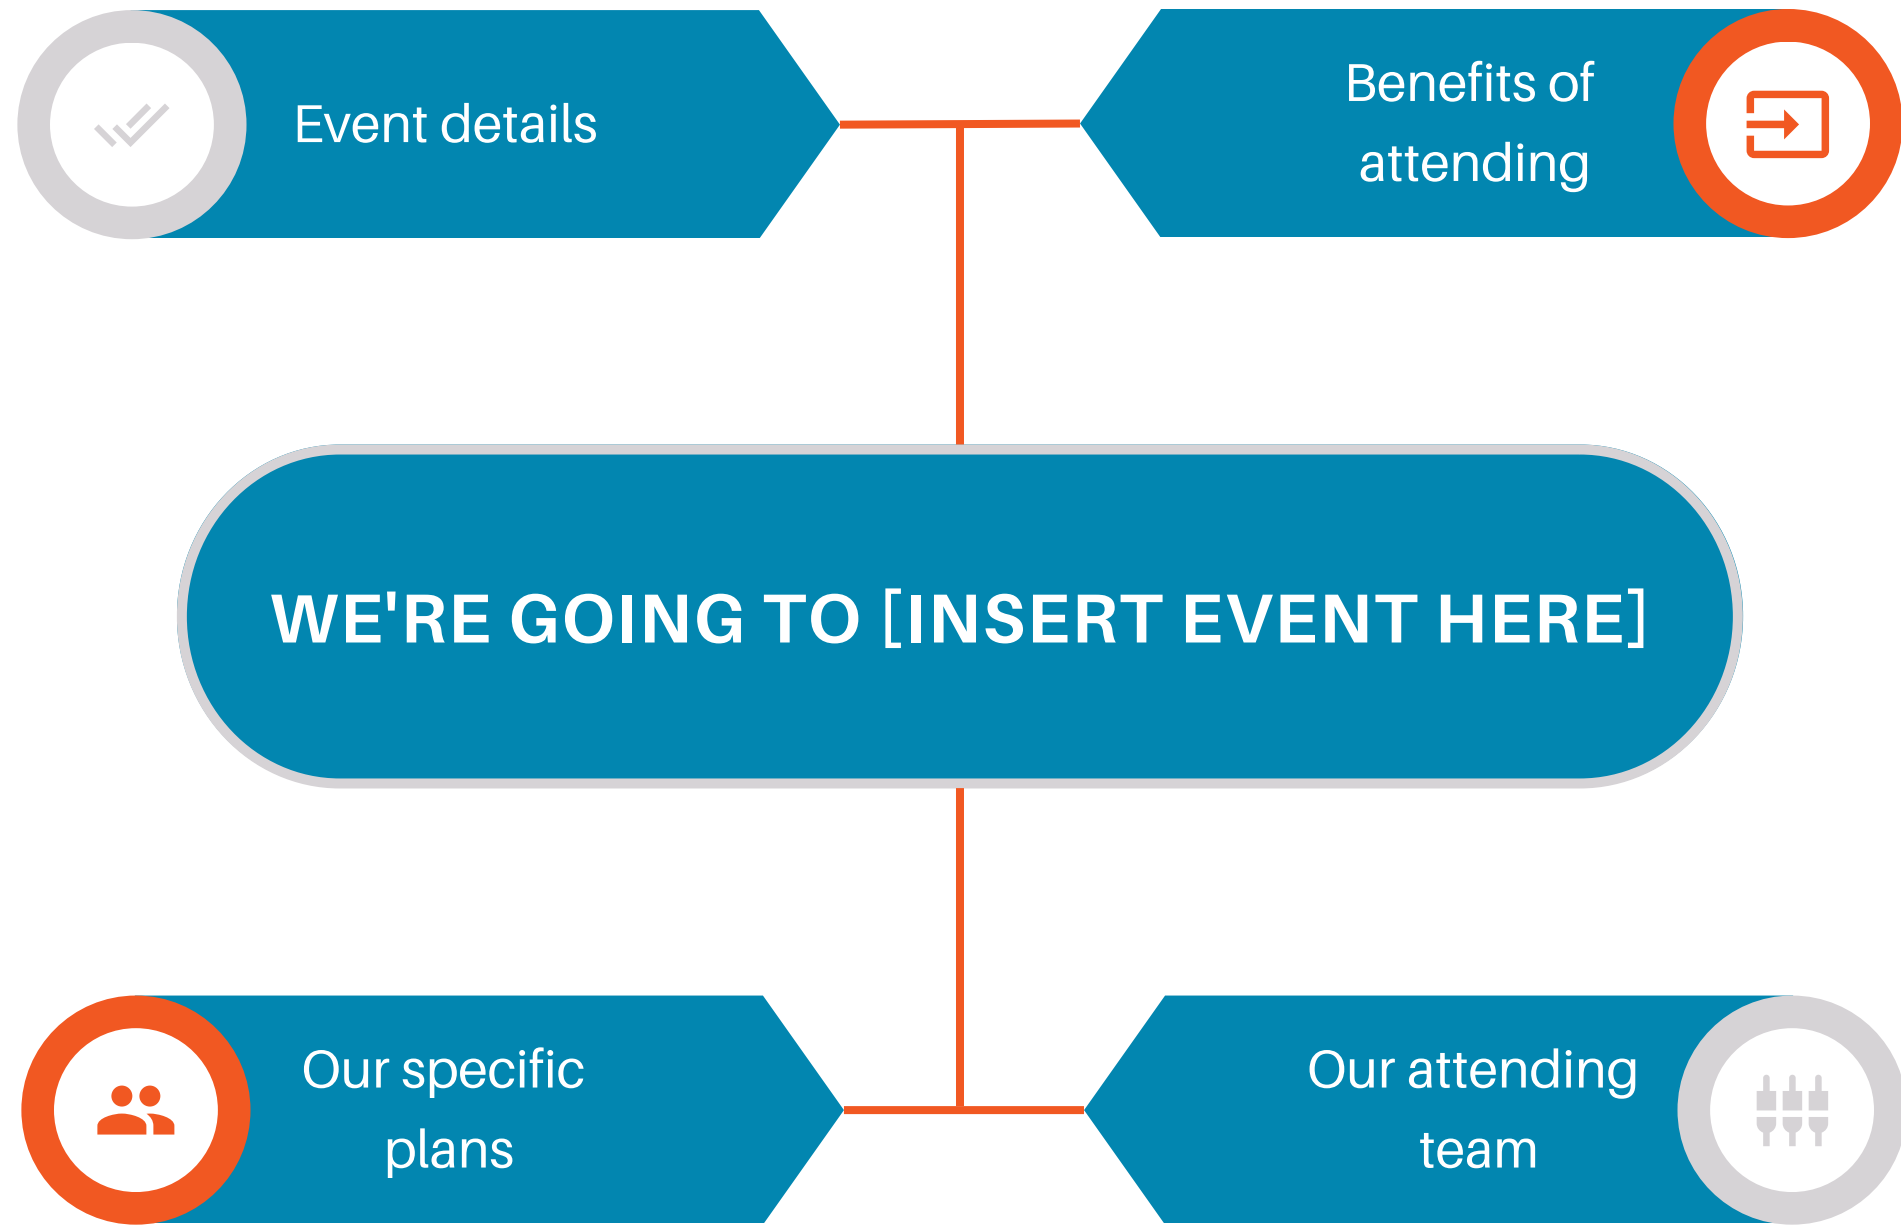 Event details
Benefits of
attending
WE'RE GOING TO [INSERT EVENT HERE]
Our specific
plans
Our attending
team